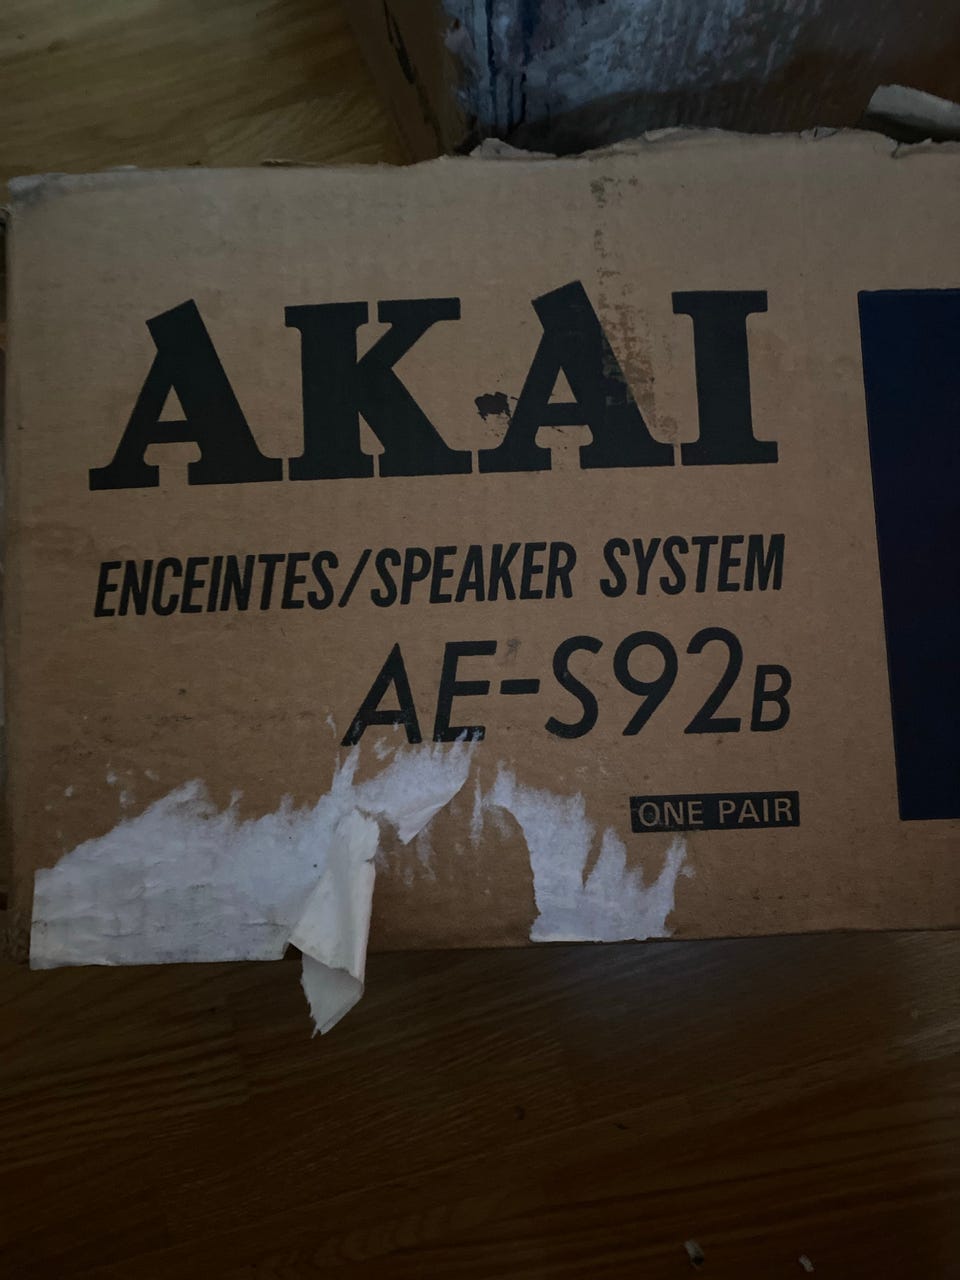 AKAI
ENCEINTES/SPEAKER SYSTEM
AE-S92B
ONE PAIR